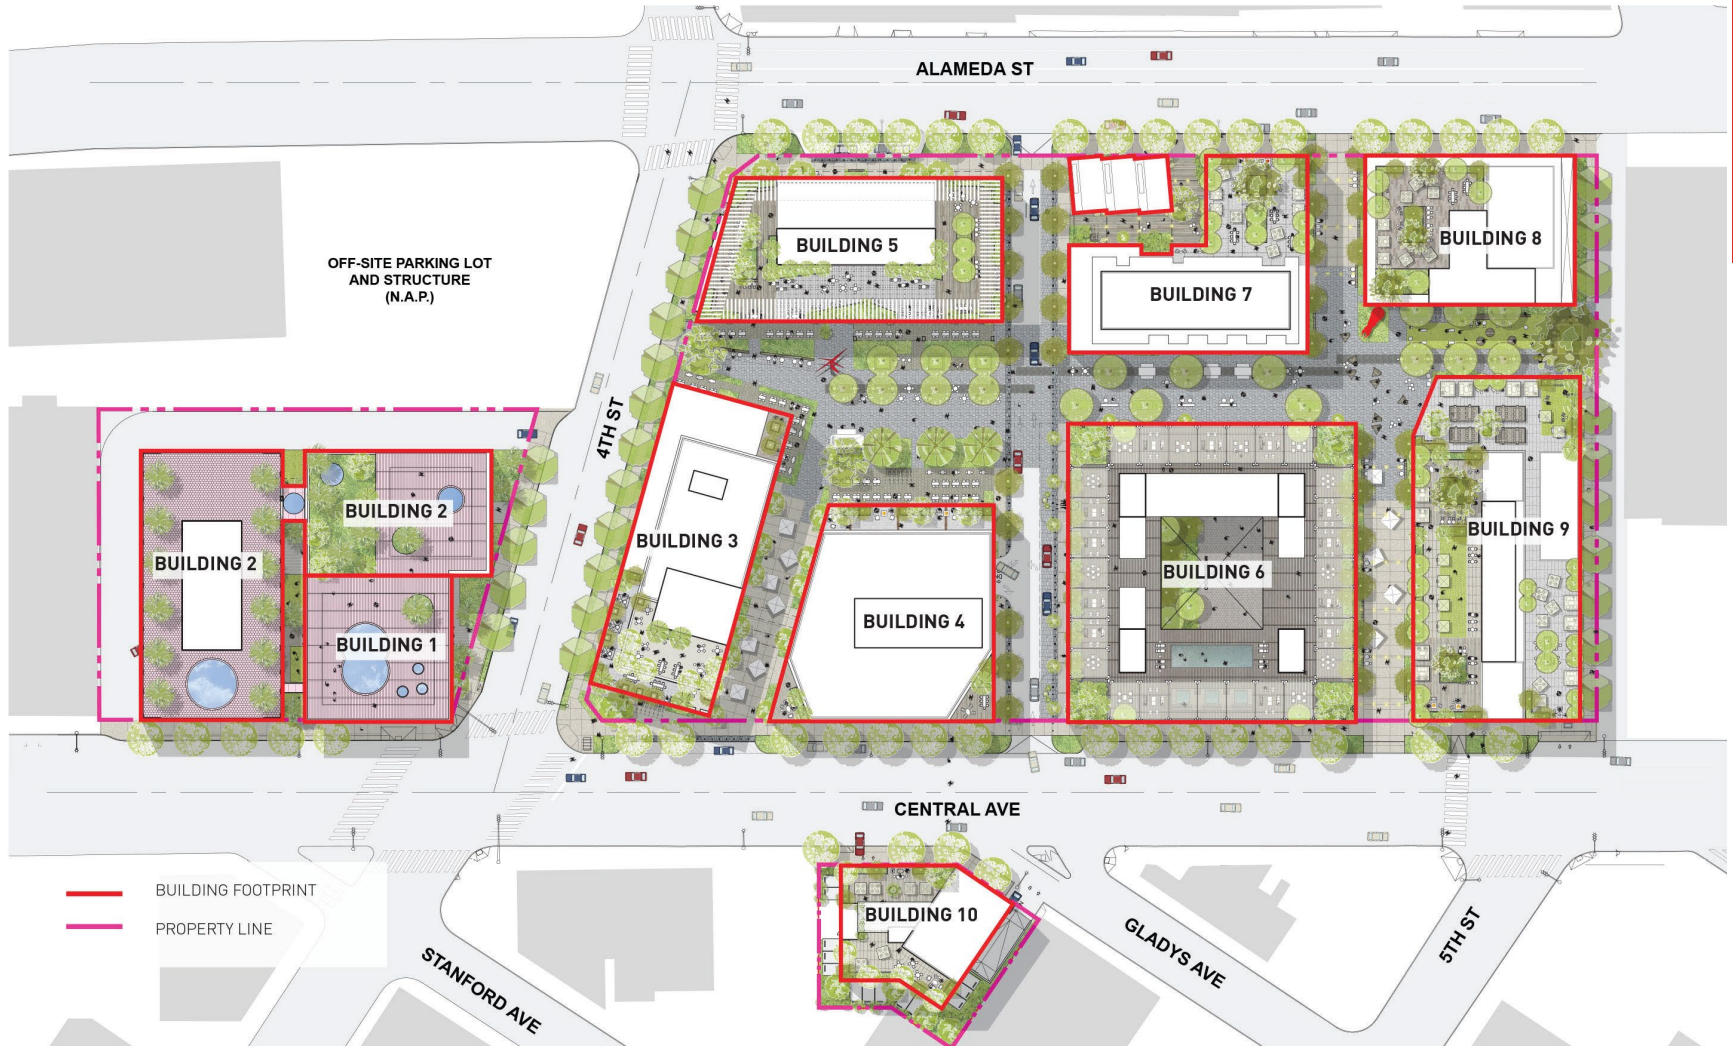 ALAMEDA ST
OFF-SITE PARKING LOT
AND STRUCTURE
(N.A.P.)
BUILDING 5
BUILDING 7
BUILDING 8
4TH ST
BUILDING 2
BUILDING 2
BUILDING 1
BUILDING 3
BUILDING 4
BUILDING 6
BUILDING 9
CENTRAL AVE
BUILDING FOOTPRINT
PROPERTY LINE
BUILDING 10
STANFORD AVE
GLADYS AVE
5TH ST